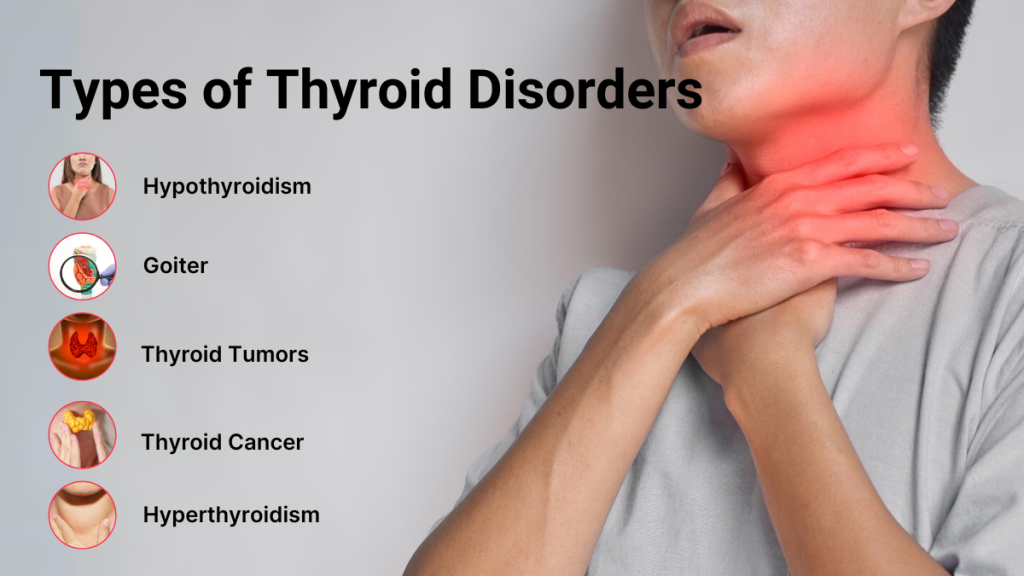 Types of Thyroid Disorders
Hypothyroidism
Goiter
Thyroid Tumors
Thyroid Cancer
Hyperthyroidism